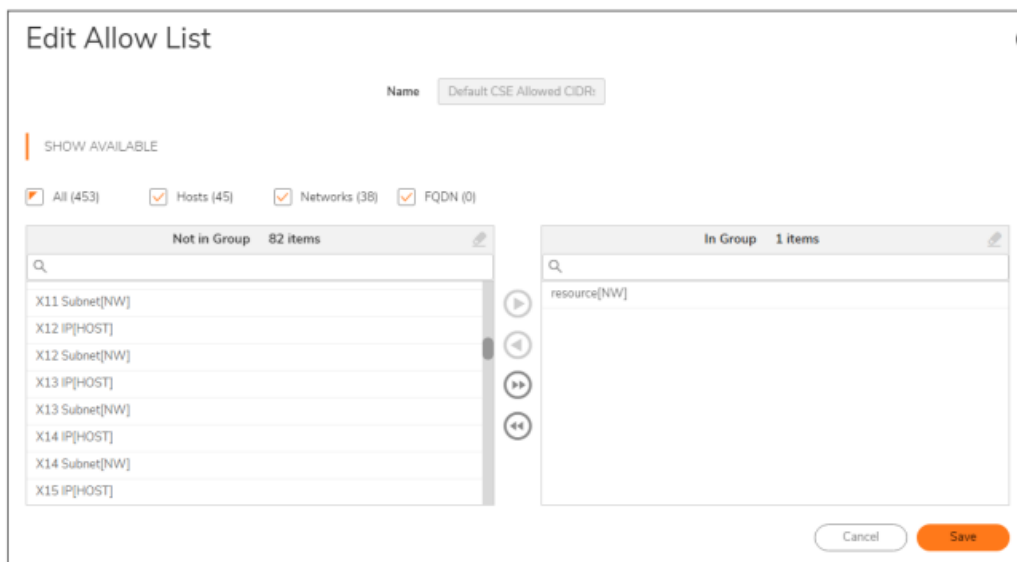 Edit Allow List
Name Default CSE Allowed CIDRs
SHOW AVAILABLE
All (453) Hosts (45) Networks (38) FQDN (0)
Not in Group 82 items
X11 Subnet[NW]
X12 IP[HOST]
X12 Subnet[NW]
X13 IP[HOST]
X13 Subnet[NW]
X14 IP[HOST]
X14 Subnet[NW]
X15 IP[HOST]
In Group 1 items
resource[NW]
Cancel Save